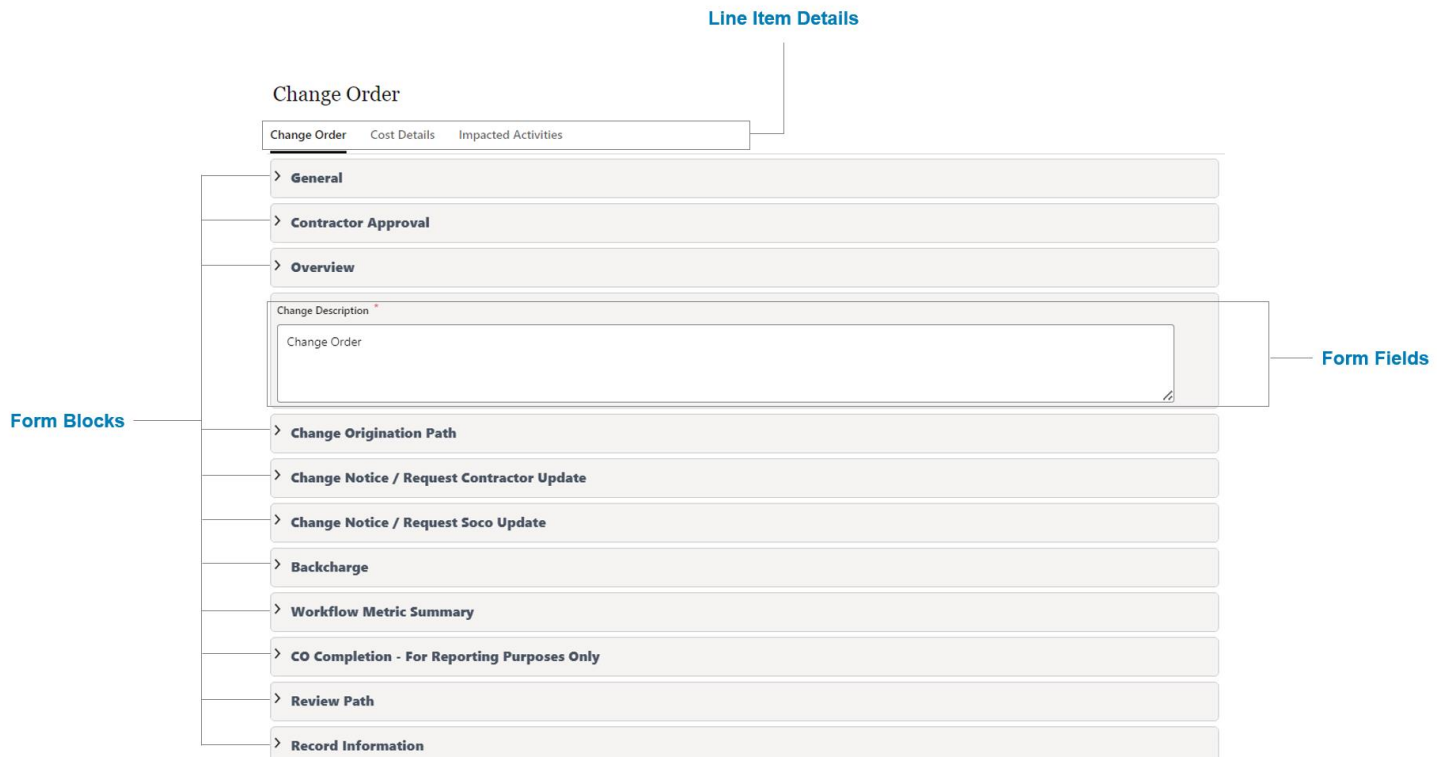 Line Item Details
Change Order
Change Order Cost Details Impacted Activities
General
Contractor Approval
Overview
Change Description *
Change Order
Form Fields
Form Blocks
Change Origination Path
Change Notice / Request Contractor Update
Change Notice / Request Soco Update
Backcharge
Workflow Metric Summary
CO Completion - For Reporting Purposes Only
Review Path
Record Information